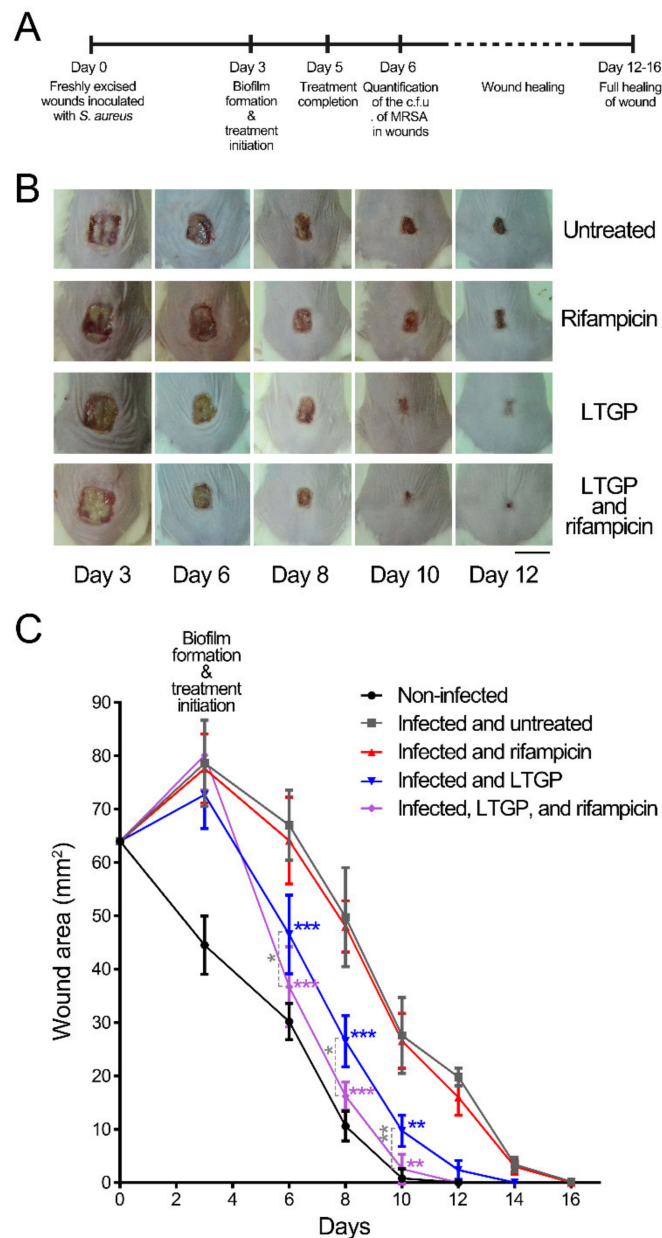 A
Day 0
Freshly excised
wounds inoculated
with S. aureus
Day 3
Biofilm
formation
&
treatment
initiation
Day 5
Treatment
completion
Day 6
Quantification
of the c.f.u
. of MRSA
in wounds
Wound healing
Day 12-16
Full healing
of wound
B
Untreated
Rifampicin
LTGP
LTGP
and
rifampicin
Day 3 Day 6 Day 8 Day 10 Day 12
C
Biofilm
formation
&
treatment
initiation
Non-infected
Infected and untreated
Infected and rifampicin
Infected and LTGP
Infected, LTGP, and rifampicin
Wound area (mm²)
90
80
70
60
50
40
30
20
10
0
***
*
***
***
*
***
**
**
**
0 2 4 6 8 10 12 14 16
Days